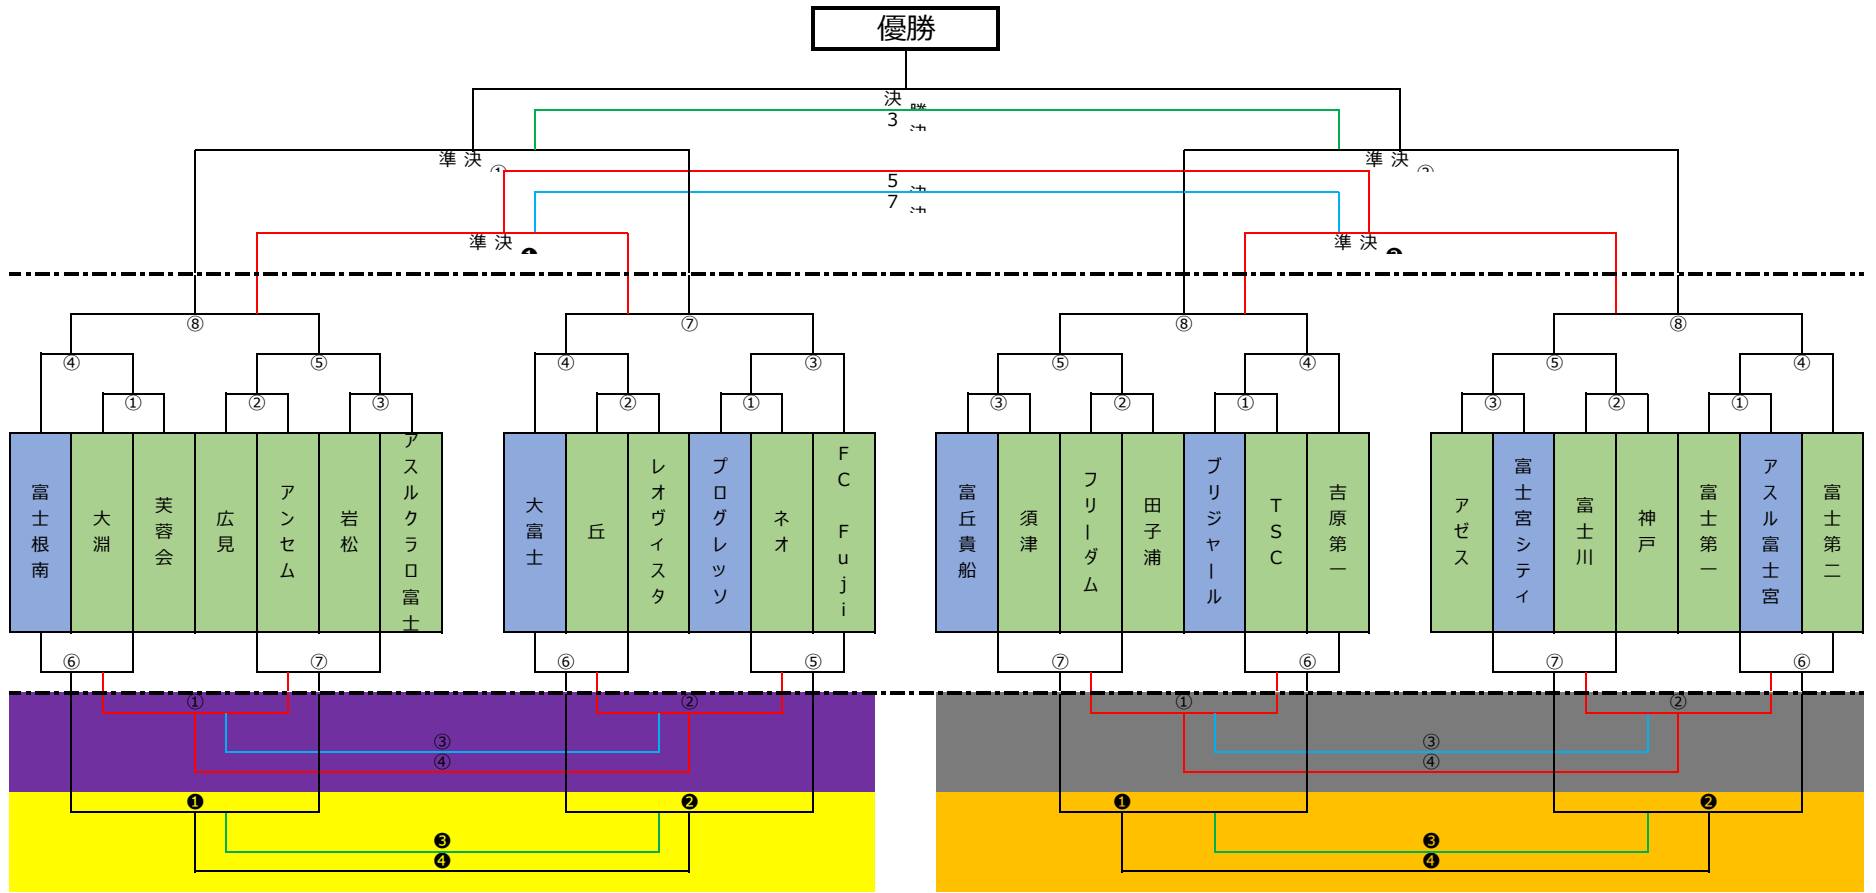 優勝
決勝
3決
準決①
準決②
5決
7決
準決❶
準決❷
⑧ ⑦ ⑧ ⑧
④ ⑤ ④ ③ ⑤ ④ ⑤ ④
① ② ③ ② ① ③ ② ① ③ ② ①
富士根南
大淵
芙蓉会
広見
アンセム
岩松
アスルクラロ富士
大富士
丘
レオヴィスタ
プログレッソ
ネオ
FC Fuji
富丘貴船
須津
フリーダム
田子浦
ブリジャール
TSC
吉原第一
アゼス
富士宮シティ
富士川
神戸
富士第一
アスル富士宮
富士第二
⑥ ⑦ ⑥ ⑤ ⑦ ⑥ ⑦ ⑥
① ② ① ②
③ ③
④ ④
❶ ❷ ❶ ❷
❸ ❸
❹ ❹